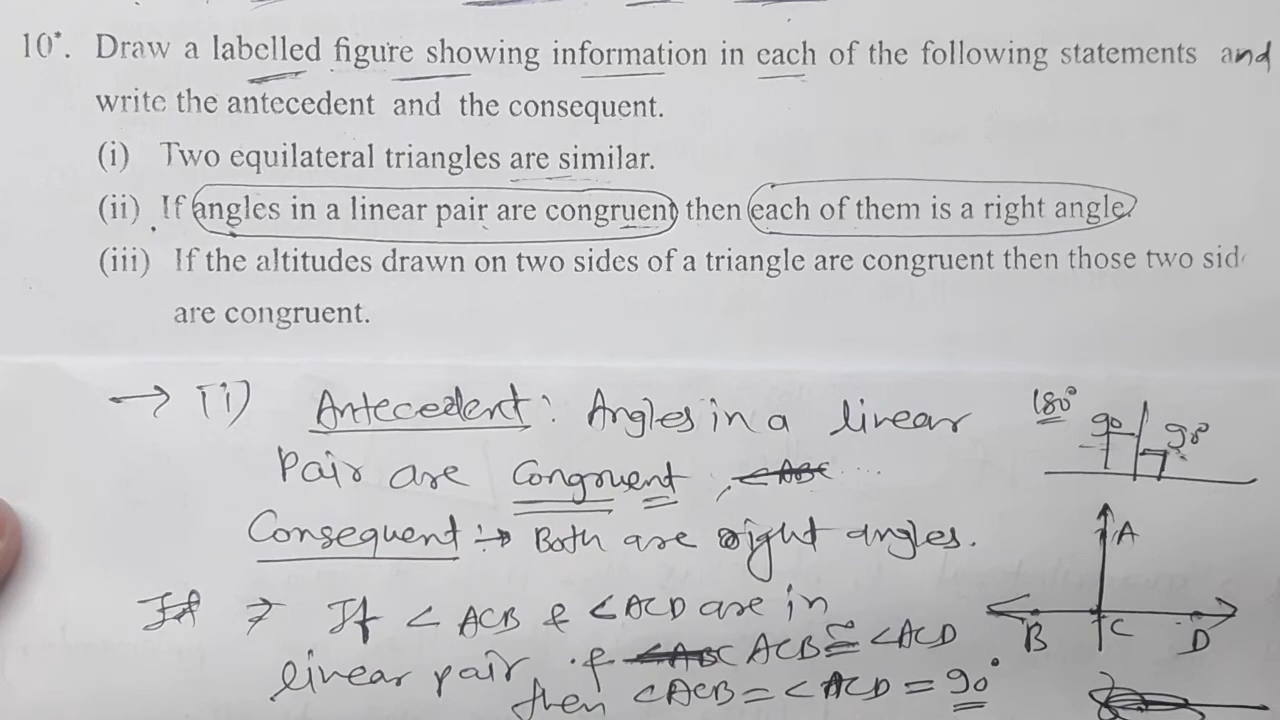 10*. Draw a labelled figure showing information in each of the following statements and
write the antecedent and the consequent.
(i) Two equilateral triangles are similar.
(ii) If angles in a linear pair are congruent then each of them is a right angle.
(iii) If the altitudes drawn on two sides of a triangle are congruent then those two sid
are congruent.
→ (i) Antecedent: Angles in a linear
Pair are Congruent,
180°
90 90
Consequent :→ Both are right angles.
A
B C D
⇒ If ∠ACB & ∠ACD are in
linear pair & ACB ≅ ∠ACD
then ∠ACB = ∠ACD = 90°